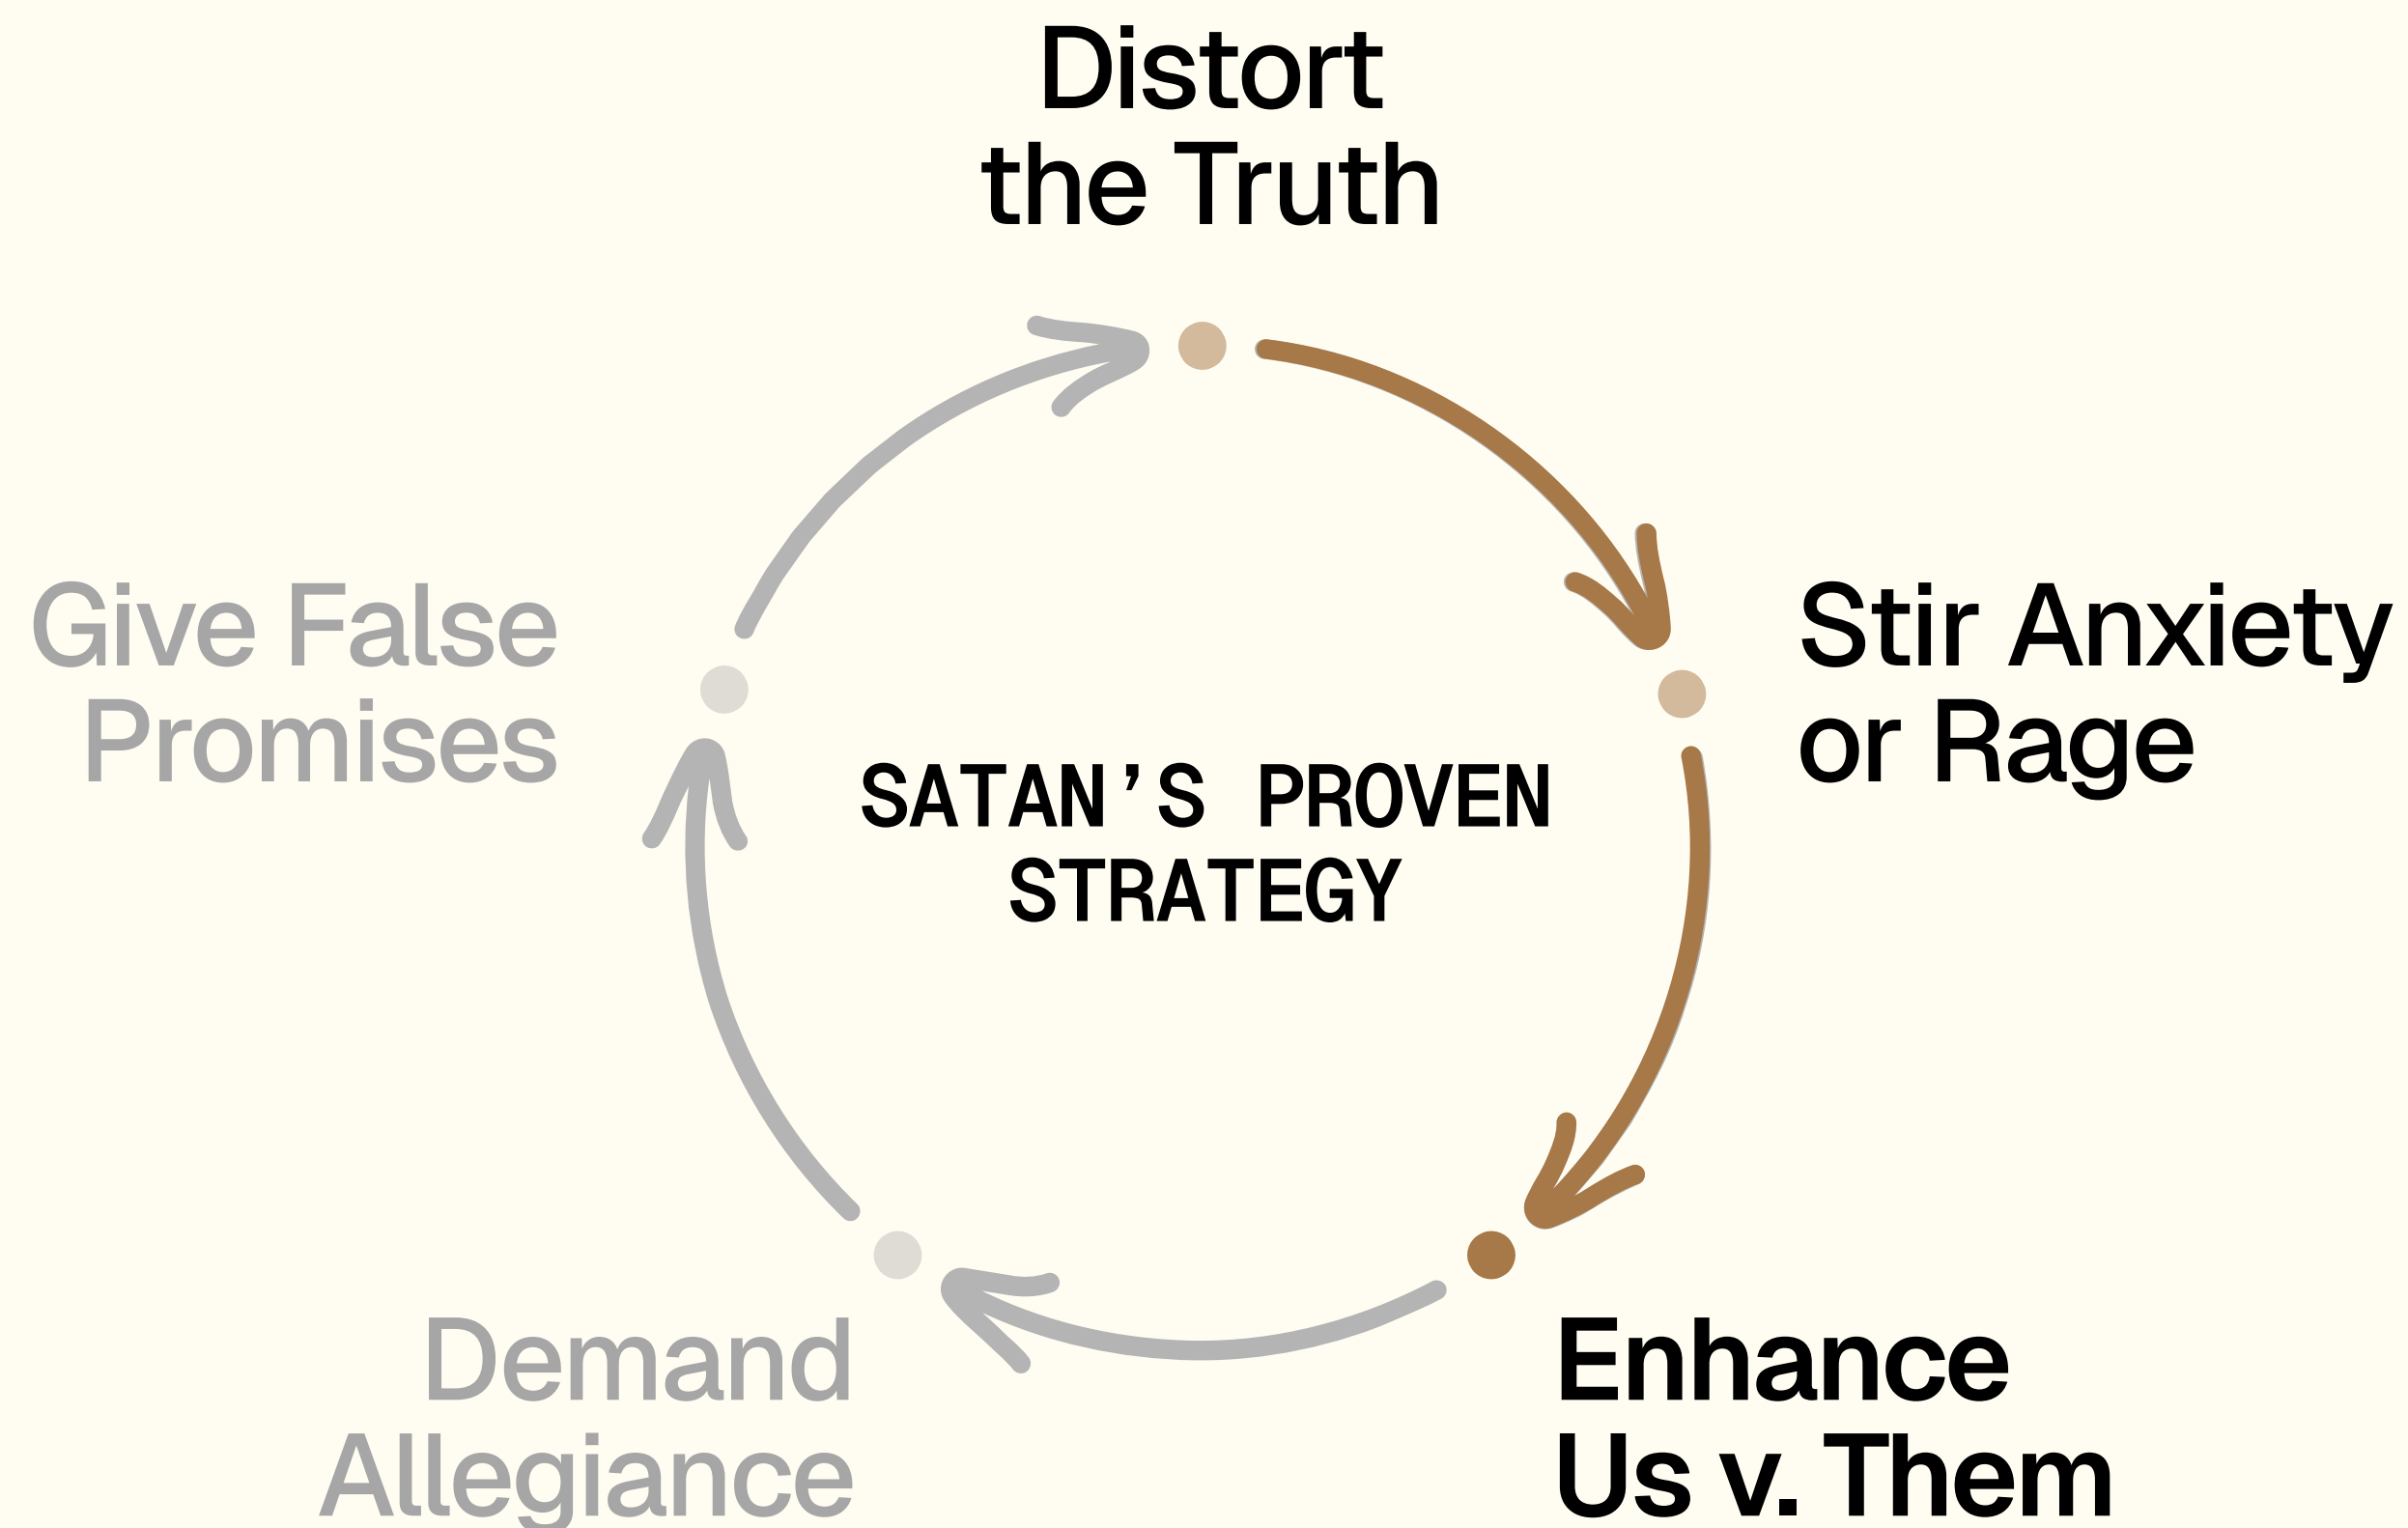 Distort
the Truth
Give False
Promises
Stir Anxiety
or Rage
SATAN'S PROVEN
STRATEGY
Demand
Allegiance
Enhance
Us v. Them